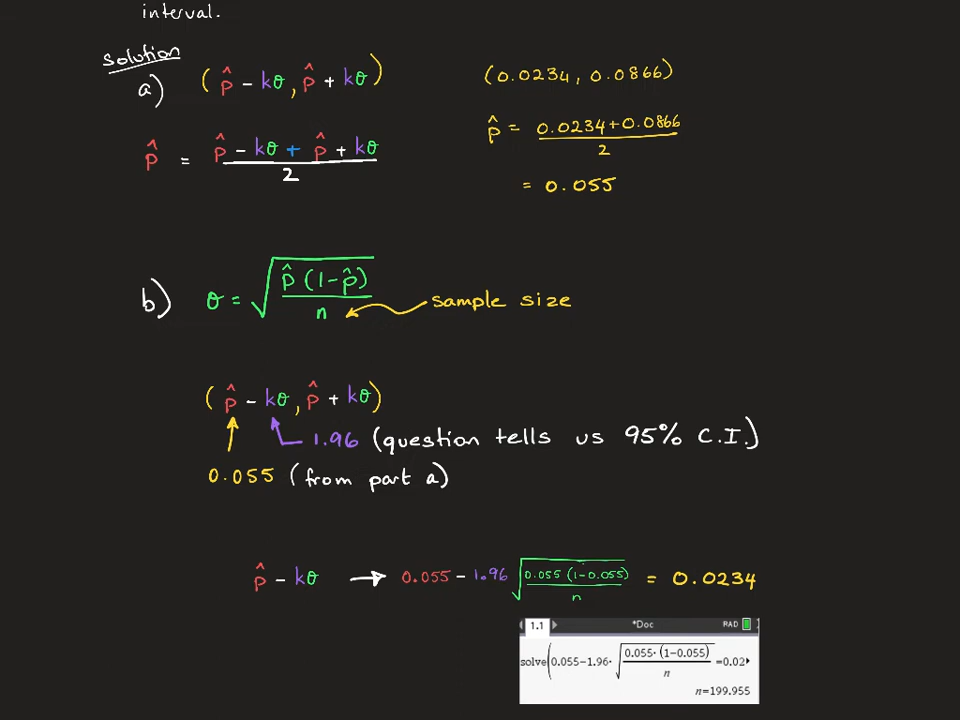 interval.
solution
a) (p̂ - kσ, p̂ + kσ)
(0.0234, 0.0866)
p̂ = p̂ - kσ + p̂ + kσ / 2
p̂ = 0.0234+0.0866 / 2
= 0.055
b) σ = √(p̂ (1-p̂) / n)
sample size
(p̂ - kσ, p̂ + kσ)
1.96 (question tells us 95% C.I.)
0.055 (from part a)
p̂ - kσ → 0.055 - 1.96 √(0.055 (1-0.055) / n) = 0.0234
1.1 *Doc RAD
solve(0.055-1.96·√(0.055·(1-0.055) / n)=0.02
n=199.955